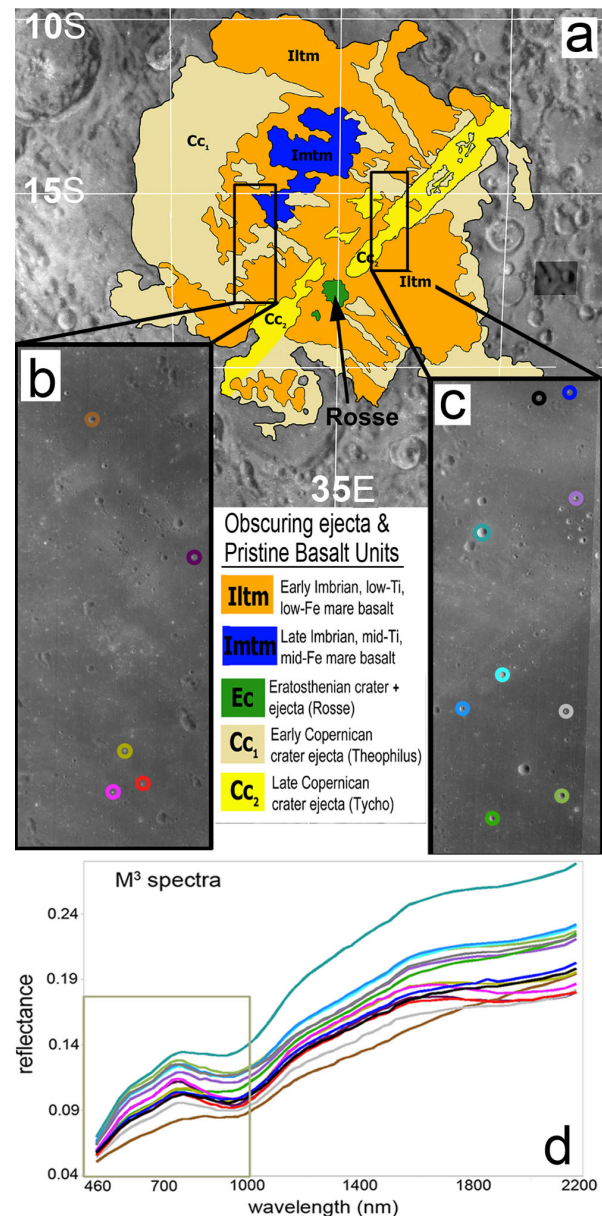 10S
a
Iltm
Cc1
Imtm
15S
Cc2
Iltm
Cc2
b
c
Rosse
35E
Obscuring ejecta &
Pristine Basalt Units
Iltm
Early Imbrian, low-Ti,
low-Fe mare basalt
Imtm
Late Imbrian, mid-Ti,
mid-Fe mare basalt
Ec
Eratosthenian crater +
ejecta (Rosse)
Cc1
Early Copernican
crater ejecta (Theophilus)
Cc2
Late Copernican
crater ejecta (Tycho)
M³ spectra
0.24
0.19
0.14
0.09
0.04
reflectance
460
700
1000
1400
1800
2200
wavelength (nm)
d